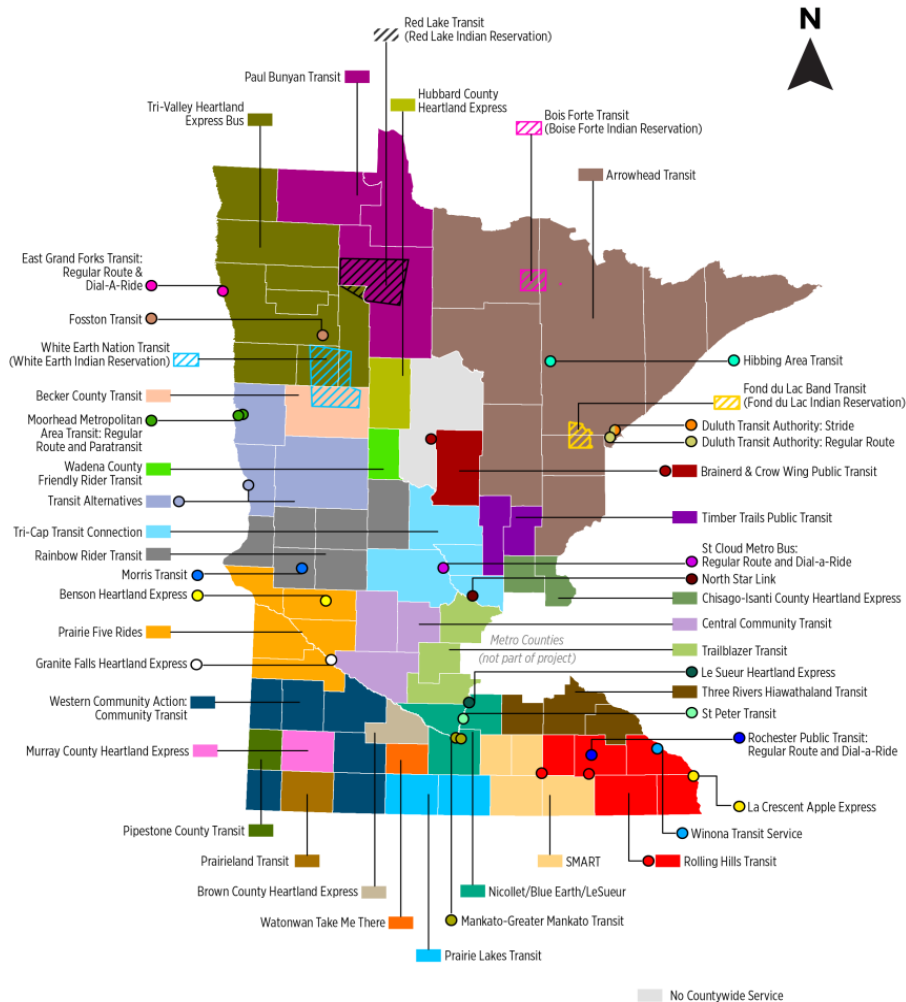 N
Red Lake Transit
(Red Lake Indian Reservation)
Paul Bunyan Transit
Hubbard County
Heartland Express
Tri-Valley Heartland
Express Bus
Bois Forte Transit
(Boise Forte Indian Reservation)
Arrowhead Transit
East Grand Forks Transit:
Regular Route &
Dial-A-Ride
Fosston Transit
White Earth Nation Transit
(White Earth Indian Reservation)
Hibbing Area Transit
Becker County Transit
Fond du Lac Band Transit
(Fond du Lac Indian Reservation)
Moorhead Metropolitan
Area Transit: Regular
Route and Paratransit
Duluth Transit Authority: Stride
Duluth Transit Authority: Regular Route
Wadena County
Friendly Rider Transit
Brainerd & Crow Wing Public Transit
Transit Alternatives
Timber Trails Public Transit
Tri-Cap Transit Connection
Rainbow Rider Transit
St Cloud Metro Bus:
Regular Route and Dial-a-Ride
Morris Transit
North Star Link
Benson Heartland Express
Chisago-Isanti County Heartland Express
Prairie Five Rides
Central Community Transit
Metro Counties
(not part of project)
Trailblazer Transit
Granite Falls Heartland Express
Le Sueur Heartland Express
Western Community Action:
Community Transit
Three Rivers Hiawathaland Transit
St Peter Transit
Murray County Heartland Express
Rochester Public Transit:
Regular Route and Dial-a-Ride
La Crescent Apple Express
Pipestone County Transit
Winona Transit Service
Prairieland Transit
SMART
Rolling Hills Transit
Brown County Heartland Express
Nicollet/Blue Earth/LeSueur
Watonwan Take Me There
Mankato-Greater Mankato Transit
Prairie Lakes Transit
No Countywide Service